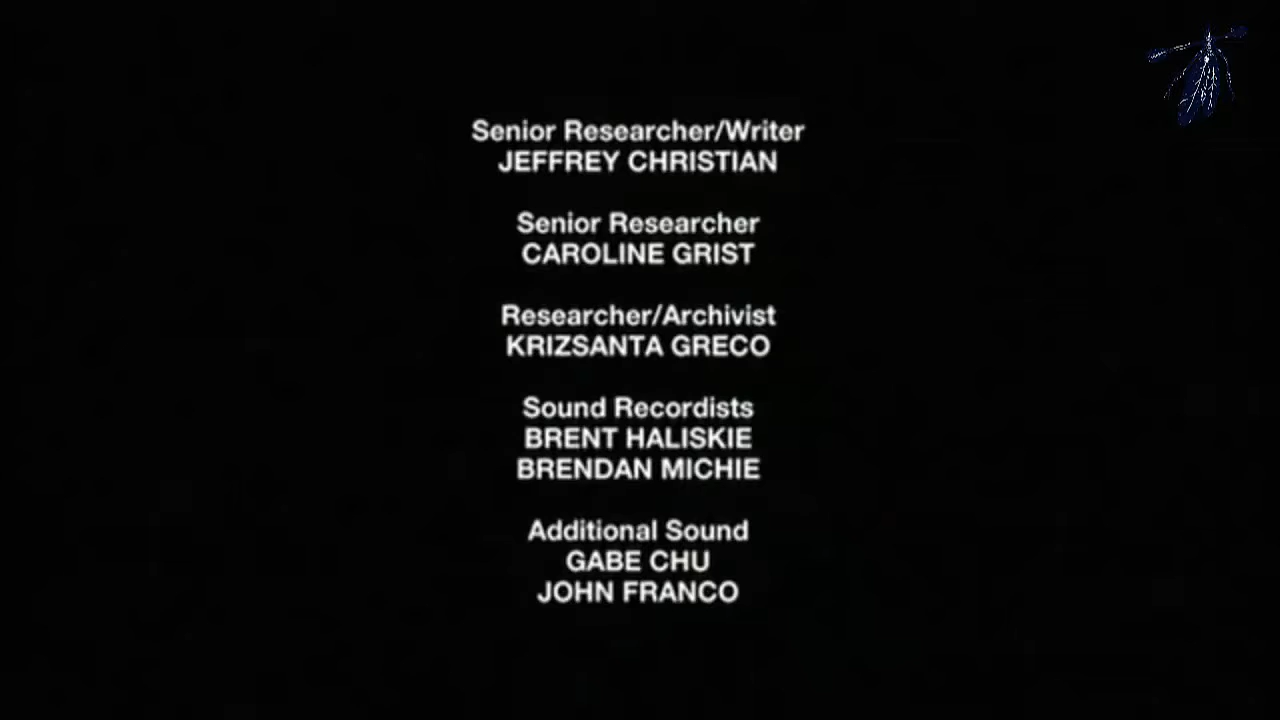 Senior Researcher/Writer
JEFFREY CHRISTIAN
Senior Researcher
CAROLINE GRIST
Researcher/Archivist
KRIZSANTA GRECO
Sound Recordists
BRENT HALISKIE
BRENDAN MICHIE
Additional Sound
GABE CHU
JOHN FRANCO